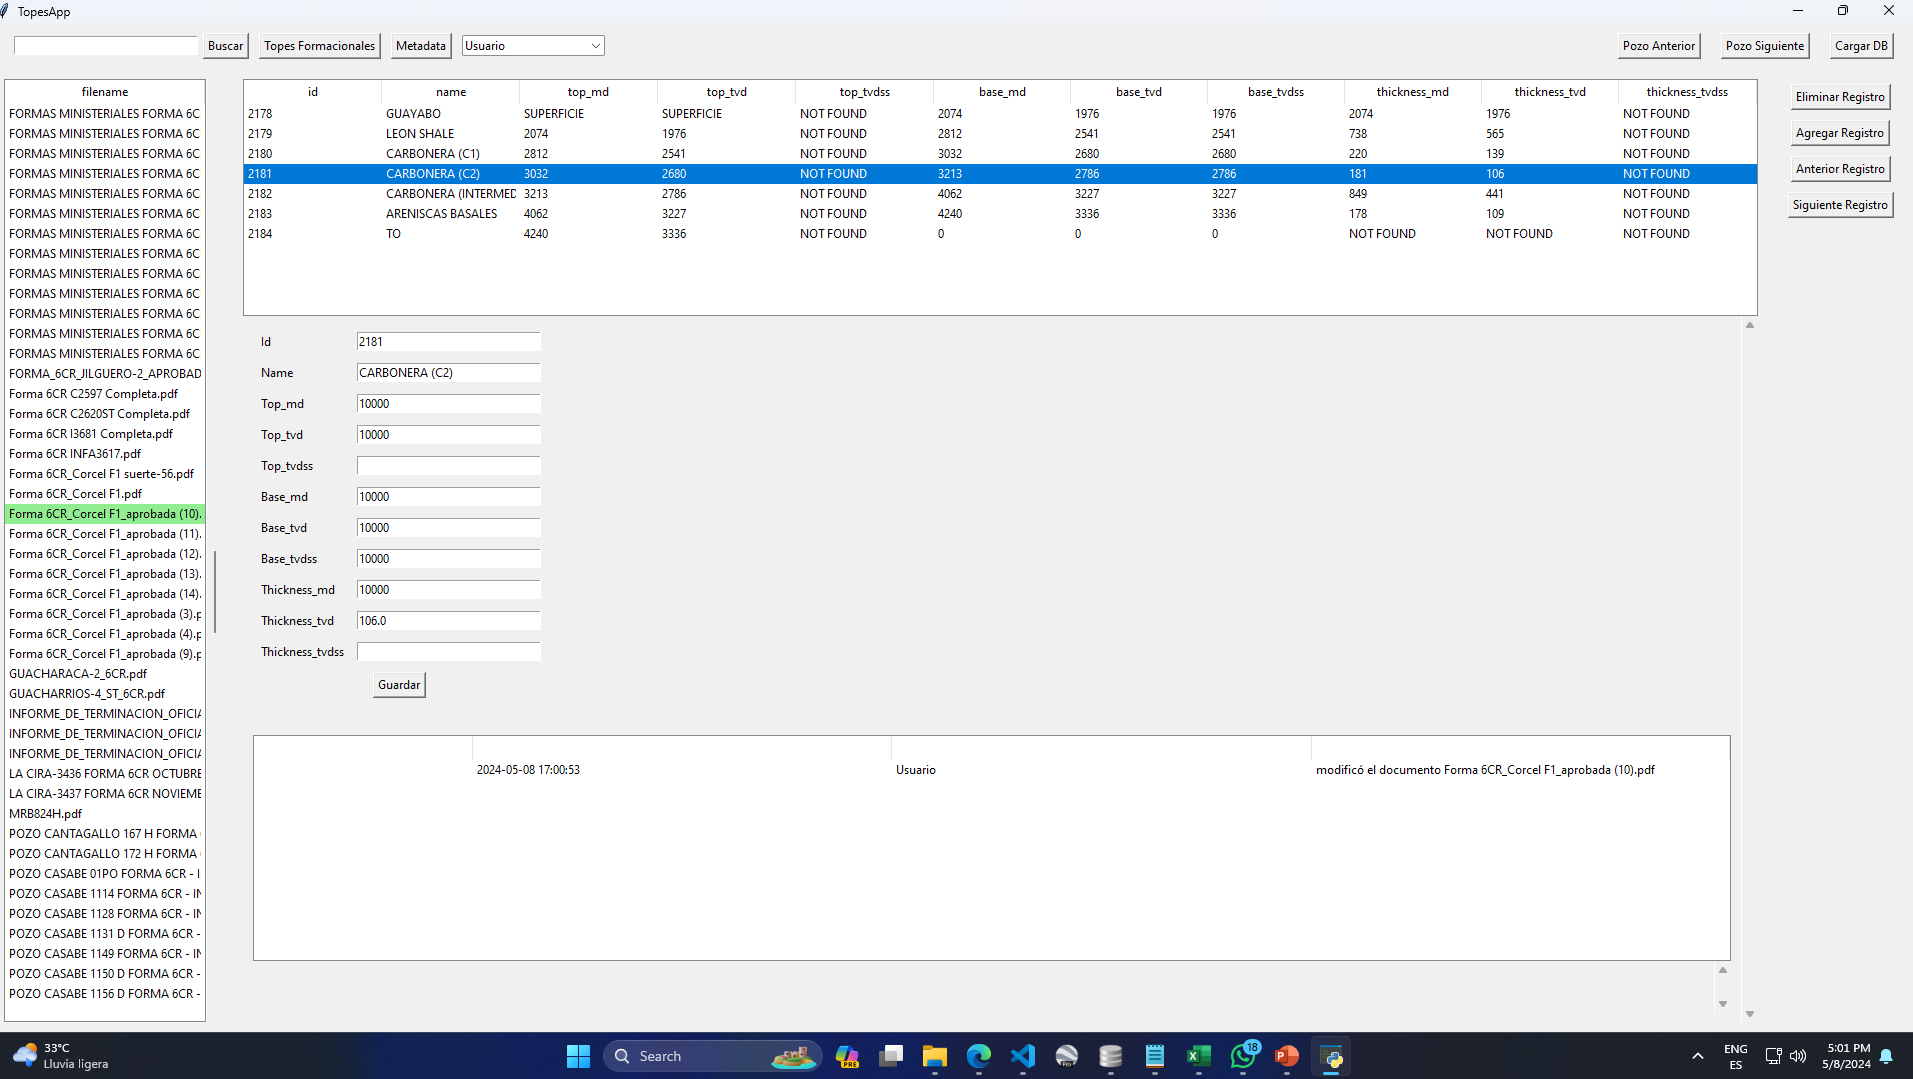 TopesApp
Buscar Topes Formacionales Metadata Usuario Pozo Anterior Pozo Siguiente Cargar DB
filename
FORMAS MINISTERIALES FORMA 6C
FORMAS MINISTERIALES FORMA 6C
FORMAS MINISTERIALES FORMA 6C
FORMAS MINISTERIALES FORMA 6C
FORMAS MINISTERIALES FORMA 6C
FORMAS MINISTERIALES FORMA 6C
FORMAS MINISTERIALES FORMA 6C
FORMAS MINISTERIALES FORMA 6C
FORMAS MINISTERIALES FORMA 6C
FORMAS MINISTERIALES FORMA 6C
FORMAS MINISTERIALES FORMA 6C
FORMAS MINISTERIALES FORMA 6C
FORMAS MINISTERIALES FORMA 6C
FORMA_6CR_JILGUERO-2_APROBAD
Forma 6CR C2597 Completa.pdf
Forma 6CR C2620ST Completa.pdf
Forma 6CR I3681 Completa.pdf
Forma 6CR INFA3617.pdf
Forma 6CR_Corcel F1 suerte-56.pdf
Forma 6CR_Corcel F1.pdf
Forma 6CR_Corcel F1_aprobada (10).
Forma 6CR_Corcel F1_aprobada (11).
Forma 6CR_Corcel F1_aprobada (12).
Forma 6CR_Corcel F1_aprobada (13).
Forma 6CR_Corcel F1_aprobada (14).
Forma 6CR_Corcel F1_aprobada (3).p
Forma 6CR_Corcel F1_aprobada (4).p
Forma 6CR_Corcel F1_aprobada (9).p
GUACHARACA-2_6CR.pdf
GUACHARRIOS-4_ST_6CR.pdf
INFORME_DE_TERMINACION_OFICIA
INFORME_DE_TERMINACION_OFICIA
INFORME_DE_TERMINACION_OFICIA
LA CIRA-3436 FORMA 6CR OCTUBRE
LA CIRA-3437 FORMA 6CR NOVIEME
MRB824H.pdf
POZO CANTAGALLO 167 H FORMA
POZO CANTAGALLO 172 H FORMA
POZO CASABE 01PO FORMA 6CR - I
POZO CASABE 1114 FORMA 6CR - IN
POZO CASABE 1128 FORMA 6CR - IN
POZO CASABE 1131 D FORMA 6CR -
POZO CASABE 1149 FORMA 6CR - IN
POZO CASABE 1150 D FORMA 6CR -
POZO CASABE 1156 D FORMA 6CR -
id name top_md top_tvd top_tvdss base_md base_tvd base_tvdss thickness_md thickness_tvd thickness_tvdss
2178 GUAYABO SUPERFICIE SUPERFICIE NOT FOUND 2074 1976 1976 2074 1976 NOT FOUND
2179 LEON SHALE 2074 1976 NOT FOUND 2812 2541 2541 738 565 NOT FOUND
2180 CARBONERA (C1) 2812 2541 NOT FOUND 3032 2680 2680 220 139 NOT FOUND
2181 CARBONERA (C2) 3032 2680 NOT FOUND 3213 2786 2786 181 106 NOT FOUND
2182 CARBONERA (INTERMED 3213 2786 NOT FOUND 4062 3227 3227 849 441 NOT FOUND
2183 ARENISCAS BASALES 4062 3227 NOT FOUND 4240 3336 3336 178 109 NOT FOUND
2184 TO 4240 3336 NOT FOUND 0 0 0 NOT FOUND NOT FOUND NOT FOUND
Eliminar Registro
Agregar Registro
Anterior Registro
Siguiente Registro
Id 2181
Name CARBONERA (C2)
Top_md 10000
Top_tvd 10000
Top_tvdss
Base_md 10000
Base_tvd 10000
Base_tvdss 10000
Thickness_md 10000
Thickness_tvd 106.0
Thickness_tvdss
Guardar
2024-05-08 17:00:53 Usuario modificó el documento Forma 6CR_Corcel F1_aprobada (10).pdf
33°C
Lluvia ligera
Search
PRE
18
ENG
ES
5:01 PM
5/8/2024